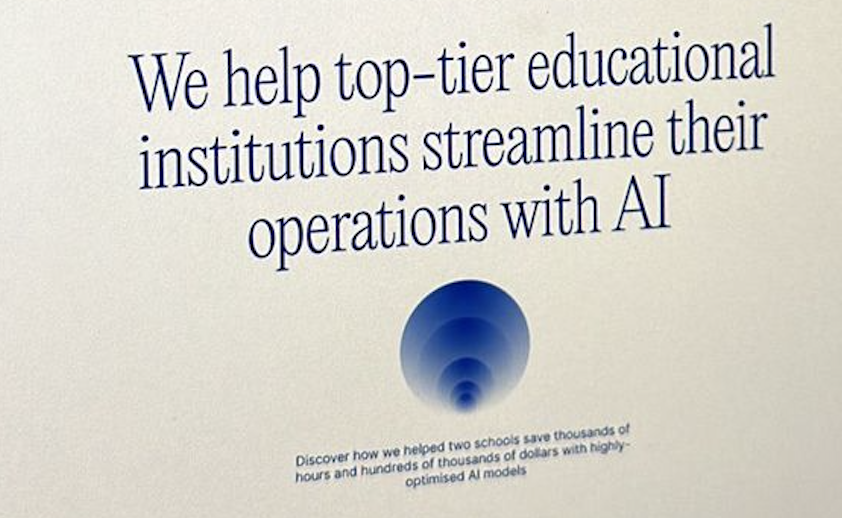 We help top-tier educational
institutions streamline their
operations with AI
Discover how we helped two schools save thousands of
hours and hundreds of thousands of dollars with highly-
optimised AI models